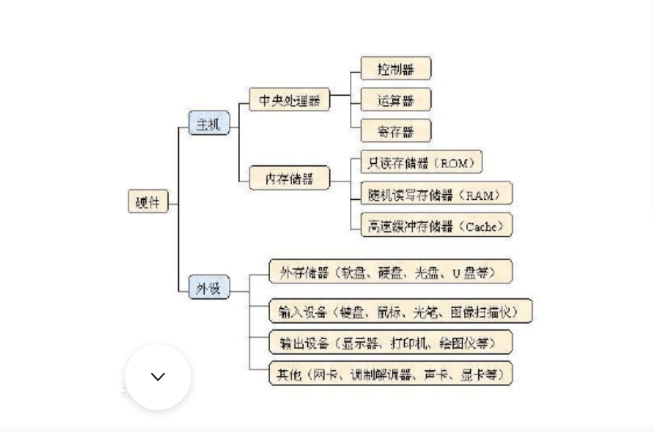 控制器
中央处理器
运算器
主机
寄存器
只读存储器（ROM）
内存储器
随机读写存储器（RAM）
硬件
高速缓冲存储器（Cache）
外存储器（软盘、硬盘、光盘、U盘等）
外设
输入设备（键盘、鼠标、光笔、图像扫描仪）
输出设备（显示器、打印机、绘图仪等）
其他（网卡、调制解调器、声卡、显卡等）